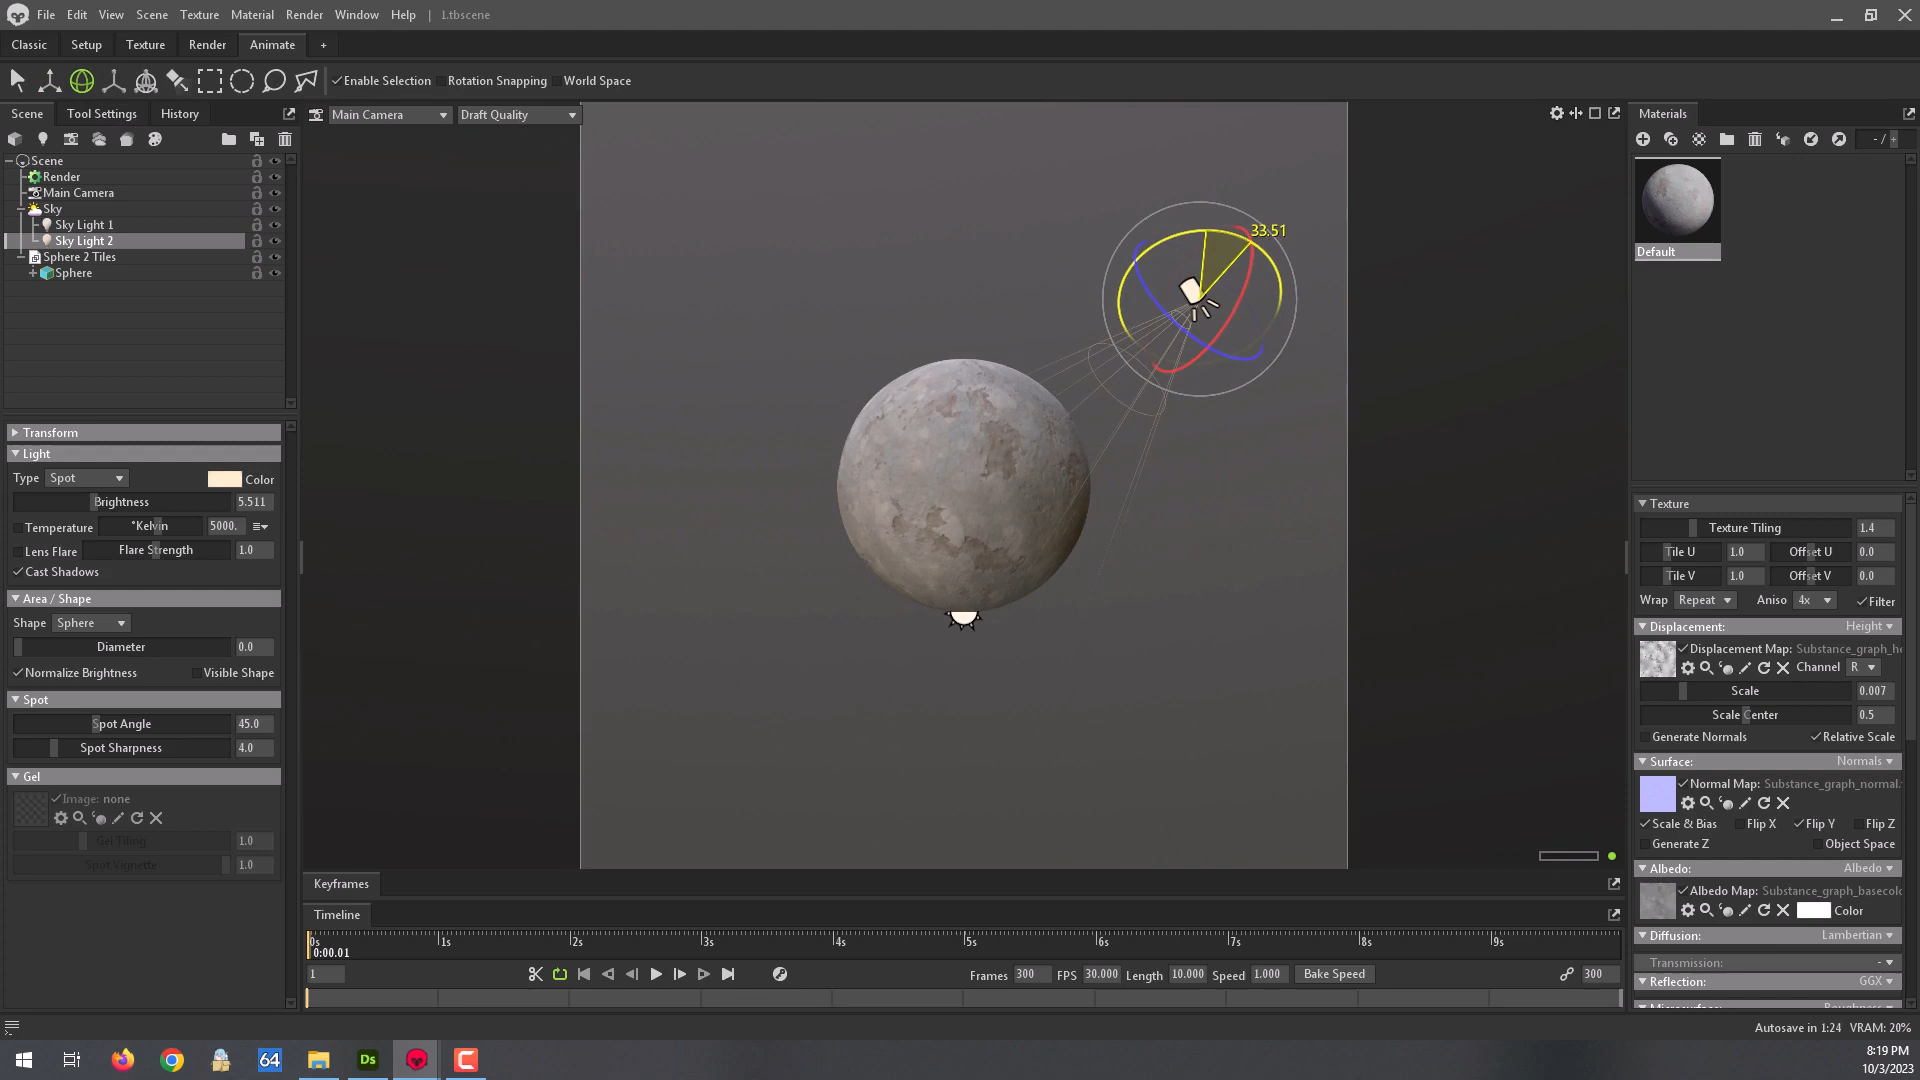 File Edit View Scene Texture Material Render Window Help | 1.tbscene
Classic Setup Texture Render Animate +
Enable Selection Rotation Snapping World Space
Scene Tool Settings History
Main Camera Draft Quality
Materials
- / +
Scene
Render
Main Camera
Sky
Sky Light 1
Sky Light 2
Sphere 2 Tiles
Sphere
33.51
Default
Transform
Light
Type Spot Color
Brightness 5.511
Temperature °Kelvin 5000.
Lens Flare Flare Strength 1.0
Cast Shadows
Area / Shape
Shape Sphere
Diameter 0.0
Normalize Brightness Visible Shape
Spot
Spot Angle 45.0
Spot Sharpness 4.0
Gel
Image: none
Gel Tiling 1.0
Spot Vignette 1.0
Texture
Texture Tiling 1.4
Tile U 1.0 Offset U 0.0
Tile V 1.0 Offset V 0.0
Wrap Repeat Aniso 4x Filter
Displacement: Height
Displacement Map: Substance_graph_he
Channel R
Scale 0.007
Scale Center 0.5
Generate Normals Relative Scale
Surface: Normals
Normal Map: Substance_graph_normal.
Scale & Bias Flip X Flip Y Flip Z
Generate Z Object Space
Albedo: Albedo
Albedo Map: Substance_graph_basecolo
Color
Diffusion: Lambertian
Transmission: -
Reflection: GGX
Keyframes
Timeline
0s 1s 2s 3s 4s 5s 6s 7s 8s 9s
0:00.01
1
Frames 300 FPS 30.000 Length 10.000 Speed 1.000 Bake Speed 300
Autosave in 1:24 VRAM: 20%
64 Ds
8:19 PM
10/3/2023